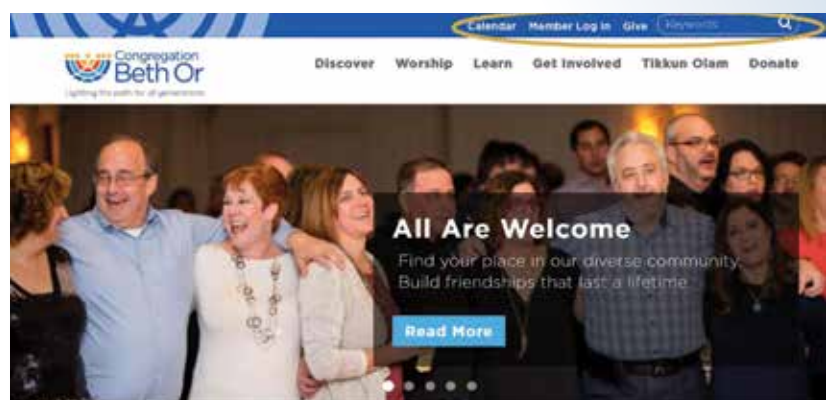 Calendar Member Log In Give Keywords
Congregation
Beth Or
Lighting the path for all generations
Discover Worship Learn Get Involved Tikkun Olam Donate
All Are Welcome
Find your place in our diverse community.
Build friendships that last a lifetime.
Read More